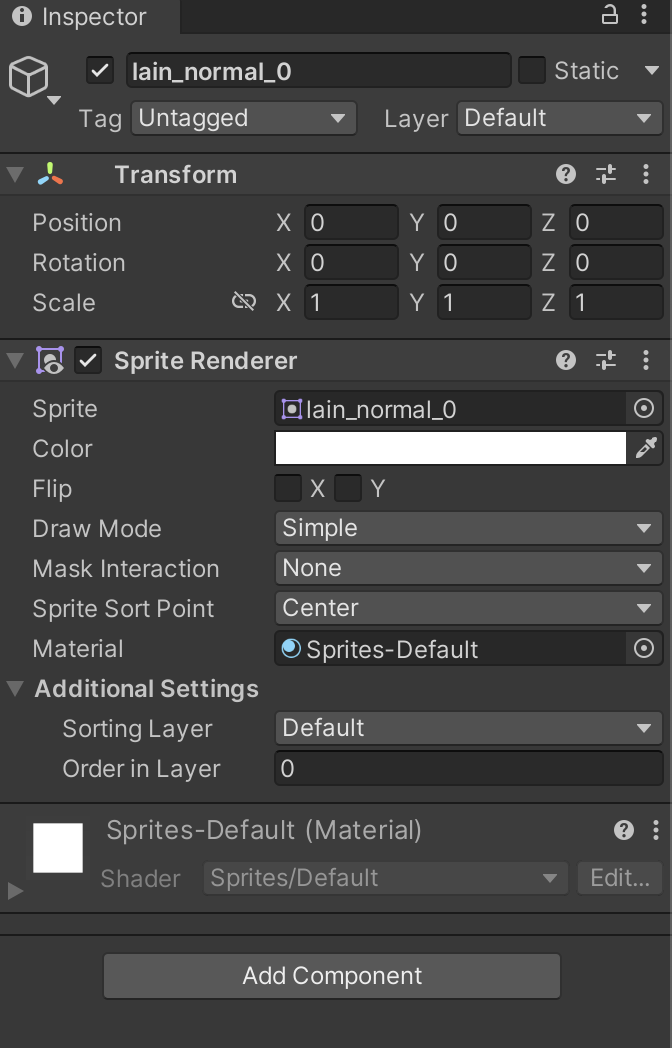 Inspector
lain_normal_0 Static
Tag Untagged Layer Default
Transform
Position X 0 Y 0 Z 0
Rotation X 0 Y 0 Z 0
Scale X 1 Y 1 Z 1
Sprite Renderer
Sprite lain_normal_0
Color
Flip X Y
Draw Mode Simple
Mask Interaction None
Sprite Sort Point Center
Material Sprites-Default
Additional Settings
Sorting Layer Default
Order in Layer 0
Sprites-Default (Material)
Shader Sprites/Default Edit...
Add Component